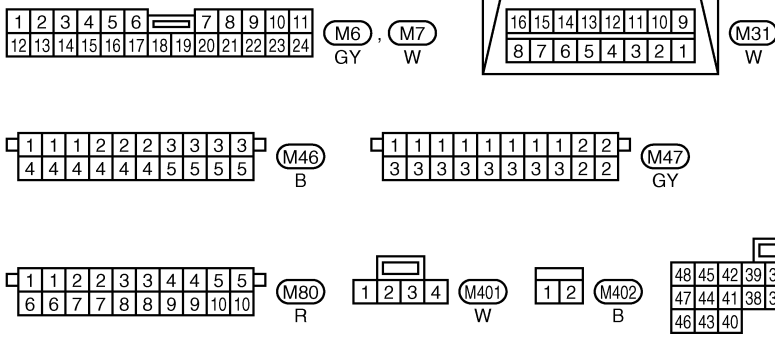 1 2 3 4 5 6 7 8 9 10 11
12 13 14 15 16 17 18 19 20 21 22 23 24
M6 , M7
GY W
16 15 14 13 12 11 10 9
8 7 6 5 4 3 2 1
M31
W
1 1 1 2 2 2 3 3 3 3
4 4 4 4 4 4 5 5 5 5
M46
B
1 1 1 1 1 1 1 1 2 2
3 3 3 3 3 3 3 3 2 2
M47
GY
1 1 2 2 3 3 4 4 5 5
6 6 7 7 8 8 9 9 10 10
M80
R
1 2 3 4
M401
W
1 2
M402
B
48 45 42 39
47 44 41 38
46 43 40